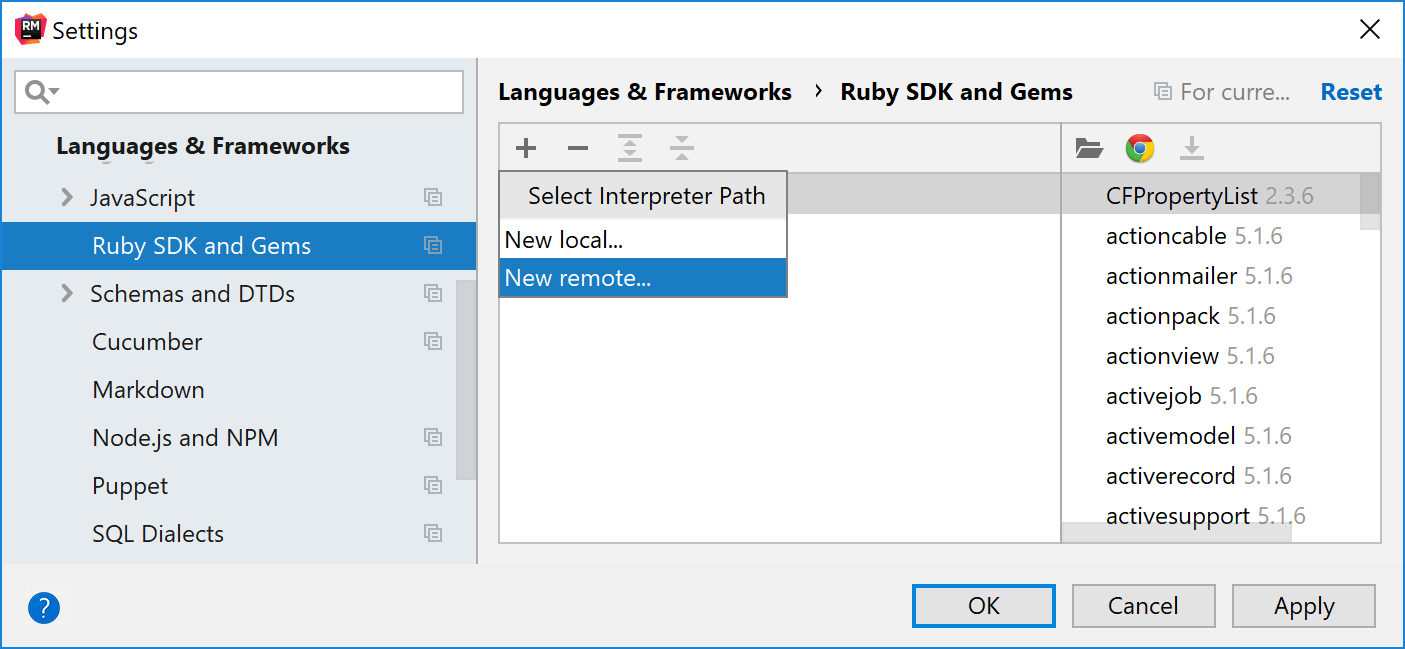 RM
Settings
Languages & Frameworks
JavaScript
Ruby SDK and Gems
Schemas and DTDs
Cucumber
Markdown
Node.js and NPM
Puppet
SQL Dialects
Languages & Frameworks › Ruby SDK and Gems
For curre...
Reset
Select Interpreter Path
New local...
New remote...
CFPropertyList 2.3.6
actioncable 5.1.6
actionmailer 5.1.6
actionpack 5.1.6
actionview 5.1.6
activejob 5.1.6
activemodel 5.1.6
activerecord 5.1.6
activesupport 5.1.6
?
OK
Cancel
Apply